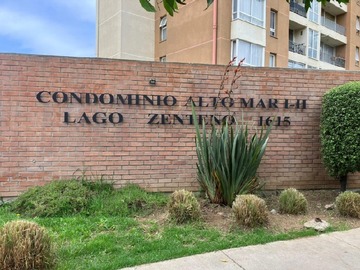 CONDOMINIO ALTO MAR I-II
LAGO ZENTENO 1615